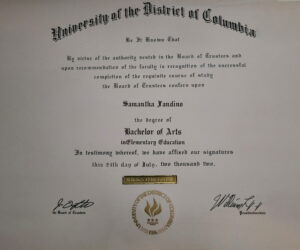 University of the District of Columbia
Be It Known That
By virtue of the authority vested in the Board of Trustees and
upon recommendation of the faculty in recognition of the successful
completion of the requisite course of study
the Board of Trustees confers upon
Samantha Fandino
the degree of
Bachelor of Arts
inElementary Education
In testimony whereof, we have affixed our signatures
this 24th day of July, two thousand two.